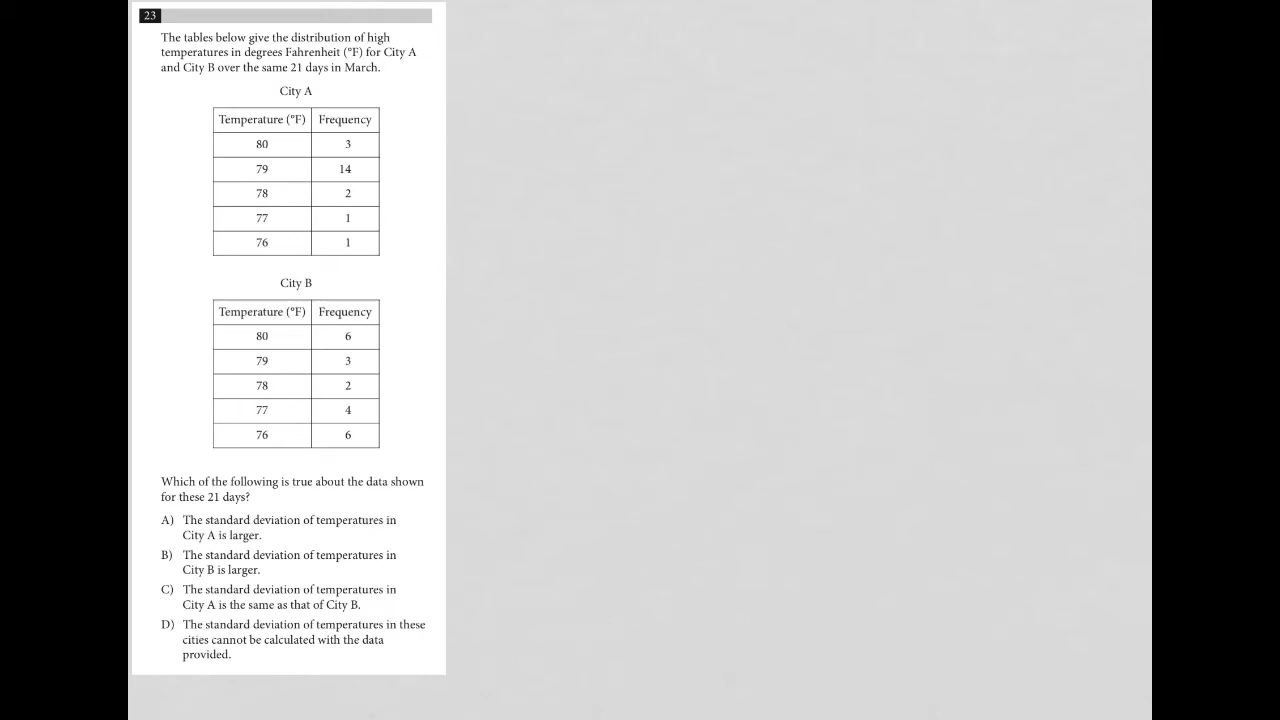 23
The tables below give the distribution of high
temperatures in degrees Fahrenheit (°F) for City A
and City B over the same 21 days in March.
City A
Temperature (°F) Frequency
80 3
79 14
78 2
77 1
76 1
City B
Temperature (°F) Frequency
80 6
79 3
78 2
77 4
76 6
Which of the following is true about the data shown
for these 21 days?
A) The standard deviation of temperatures in
City A is larger.
B) The standard deviation of temperatures in
City B is larger.
C) The standard deviation of temperatures in
City A is the same as that of City B.
D) The standard deviation of temperatures in these
cities cannot be calculated with the data
provided.